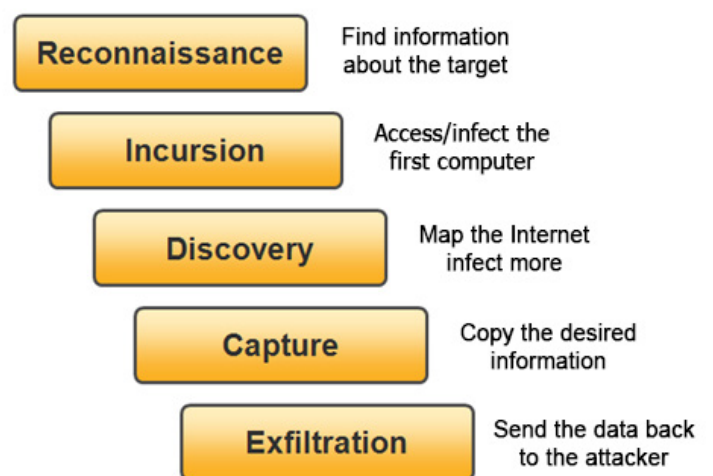 Reconnaissance
Find information
about the target
Incursion
Access/infect the
first computer
Discovery
Map the Internet
infect more
Capture
Copy the desired
information
Exfiltration
Send the data back
to the attacker